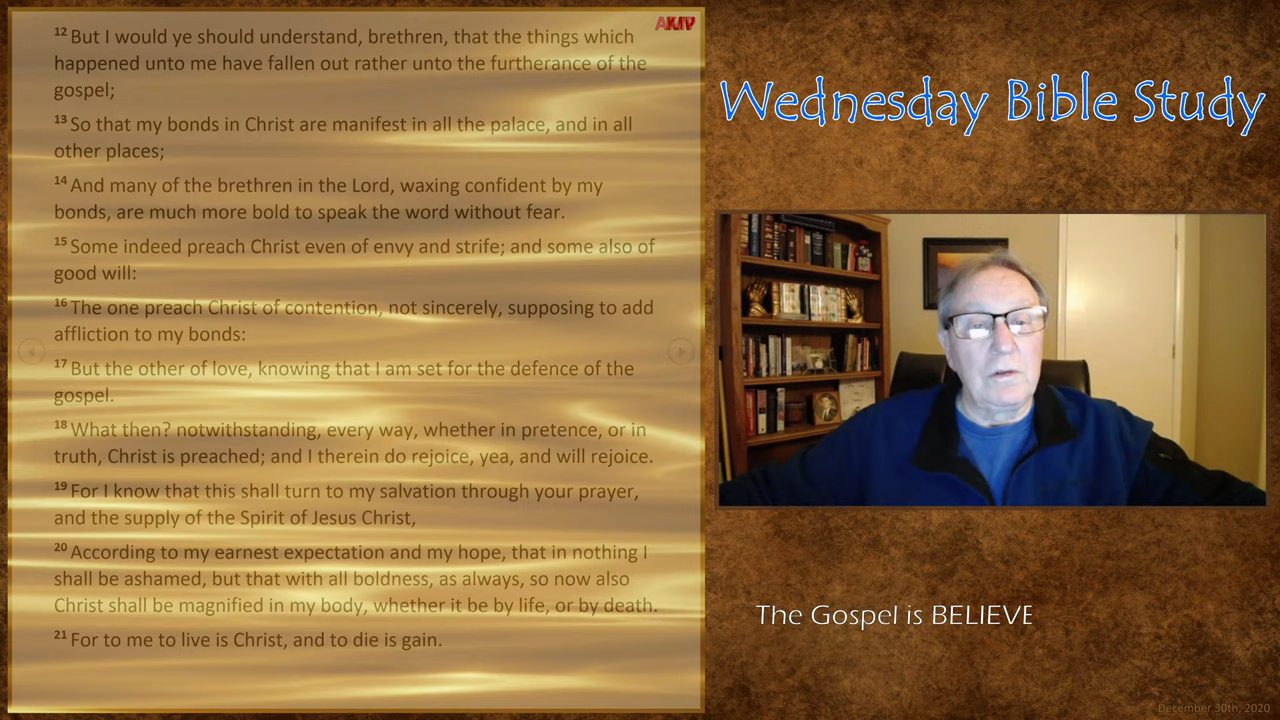 AKJV
12 But I would ye should understand, brethren, that the things which
happened unto me have fallen out rather unto the furtherance of the
gospel;
13 So that my bonds in Christ are manifest in all the palace, and in all
other places;
14 And many of the brethren in the Lord, waxing confident by my
bonds, are much more bold to speak the word without fear.
15 Some indeed preach Christ even of envy and strife; and some also of
good will:
16 The one preach Christ of contention, not sincerely, supposing to add
affliction to my bonds:
17 But the other of love, knowing that I am set for the defence of the
gospel.
18 What then? notwithstanding, every way, whether in pretence, or in
truth, Christ is preached; and I therein do rejoice, yea, and will rejoice.
19 For I know that this shall turn to my salvation through your prayer,
and the supply of the Spirit of Jesus Christ,
20 According to my earnest expectation and my hope, that in nothing I
shall be ashamed, but that with all boldness, as always, so now also
Christ shall be magnified in my body, whether it be by life, or by death.
21 For to me to live is Christ, and to die is gain.
Wednesday Bible Study
The Gospel is BELIEVE
December 30th, 2020